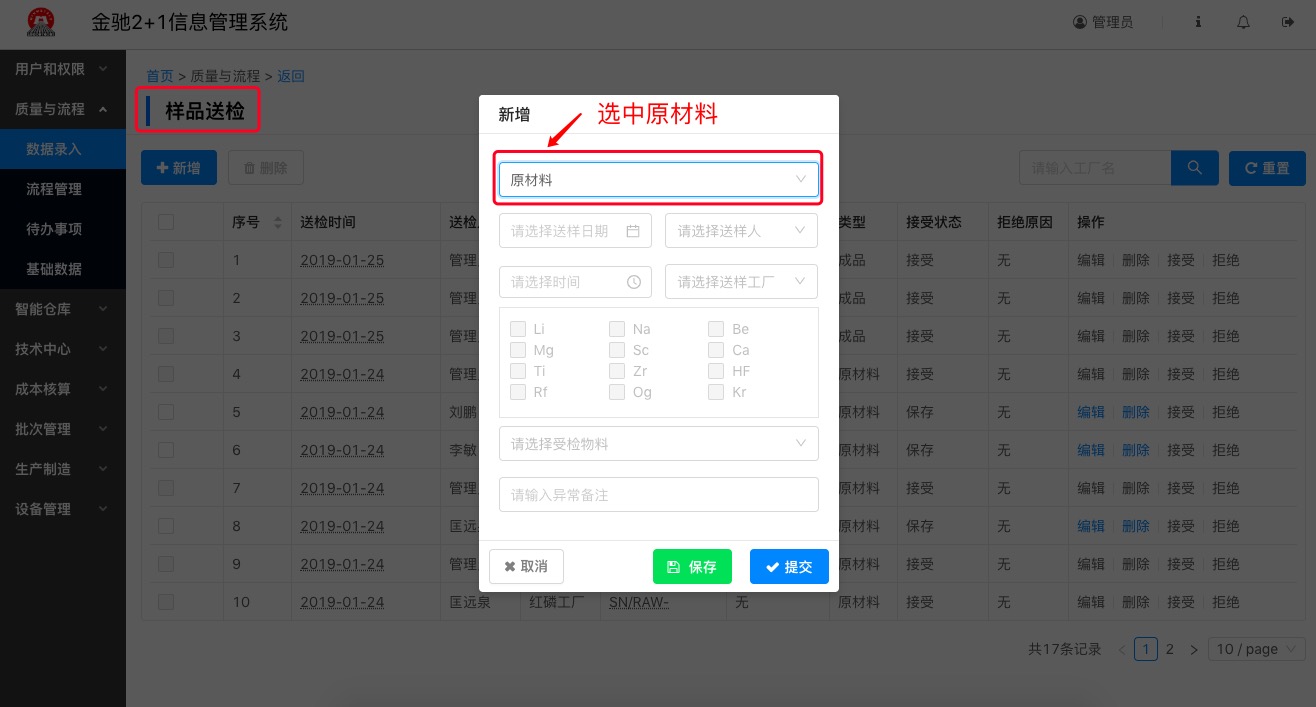 金驰2+1信息管理系统
管理员
用户和权限
质量与流程
数据录入
流程管理
待办事项
基础数据
智能仓库
技术中心
成本核算
批次管理
生产制造
设备管理
首页 > 质量与流程 > 返回
样品送检
新增 删除
请输入工厂名 重置
序号 送检时间 送检 类型 接受状态 拒绝原因 操作
1 2019-01-25 管理 成品 接受 无 编辑 删除 接受 拒绝
2 2019-01-25 管理 成品 接受 无 编辑 删除 接受 拒绝
3 2019-01-25 管理 成品 接受 无 编辑 删除 接受 拒绝
4 2019-01-24 管理 原材料 接受 无 编辑 删除 接受 拒绝
5 2019-01-24 刘鹏 原材料 保存 无 编辑 删除 接受 拒绝
6 2019-01-24 李敏 原材料 保存 无 编辑 删除 接受 拒绝
7 2019-01-24 管理 原材料 接受 无 编辑 删除 接受 拒绝
8 2019-01-24 匡远 原材料 保存 无 编辑 删除 接受 拒绝
9 2019-01-24 管理 原材料 接受 无 编辑 删除 接受 拒绝
10 2019-01-24 匡远泉 红磷工厂 SN/RAW- 无 原材料 接受 无 编辑 删除 接受 拒绝
共17条记录 < 1 2 > 10 / page
新增
选中原材料
原材料
请选择送样日期 请选择送样人
请选择时间 请选择送样工厂
Li Na Be
Mg Sc Ca
Ti Zr HF
Rf Og Kr
请选择受检物料
请输入异常备注
取消 保存 提交